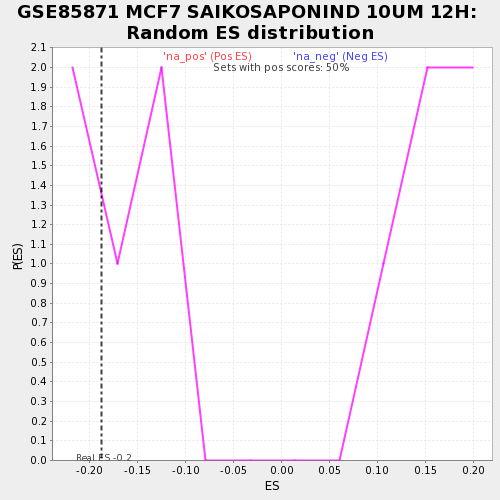 GSE85871 MCF7 SAIKOSAPONIND 10UM 12H:
Random ES distribution
'na_pos' (Pos ES) 'na_neg' (Neg ES)
Sets with pos scores: 50%
P(ES)
2.1
2.0
1.9
1.8
1.7
1.6
1.5
1.4
1.3
1.2
1.1
1.0
0.9
0.8
0.7
0.6
0.5
0.4
0.3
0.2
0.1
0.0
Real ES -0.2
-0.20 -0.15 -0.10 -0.05 0.00 0.05 0.10 0.15 0.20
ES